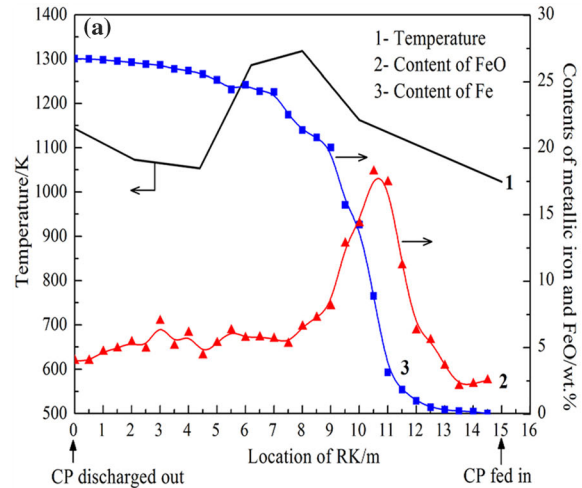 (a)
1- Temperature
2- Content of FeO
3- Content of Fe
Temperature/K
1400
1300
1200
1100
1000
900
800
700
600
500
30
25
20
15
10
5
0
Contents of metallic iron and FeO/wt.%
1
2
3
0 1 2 3 4 5 6 7 8 9 10 11 12 13 14 15 16
Location of RK/m
CP discharged out
CP fed in